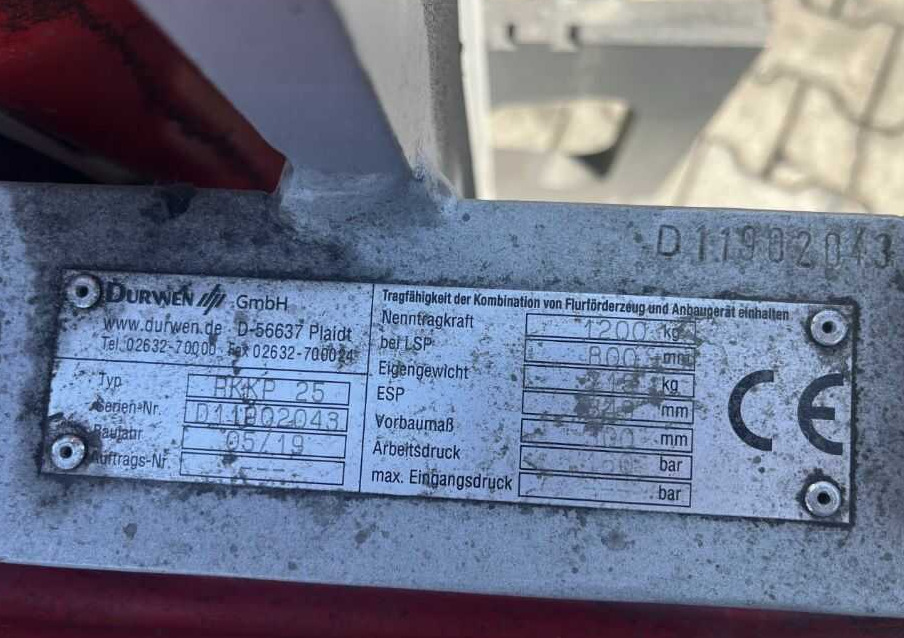 D11902043
DURWEN GmbH
www.durwen.de D-56637 Plaidt
Tel. 02632-70000 Fax 02632-700024
Typ RKKP 25
Serien-Nr. D11902043
Baujahr 05/19
Auftrags-Nr.
Tragfähigkeit der Kombination von Flurförderzeug und Anbaugerät einhalten
Nenntragkraft 1200 kg
bei LSP 800 mm
Eigengewicht kg
ESP mm
Vorbaumaß mm
Arbeitsdruck bar
max. Eingangsdruck bar
CE